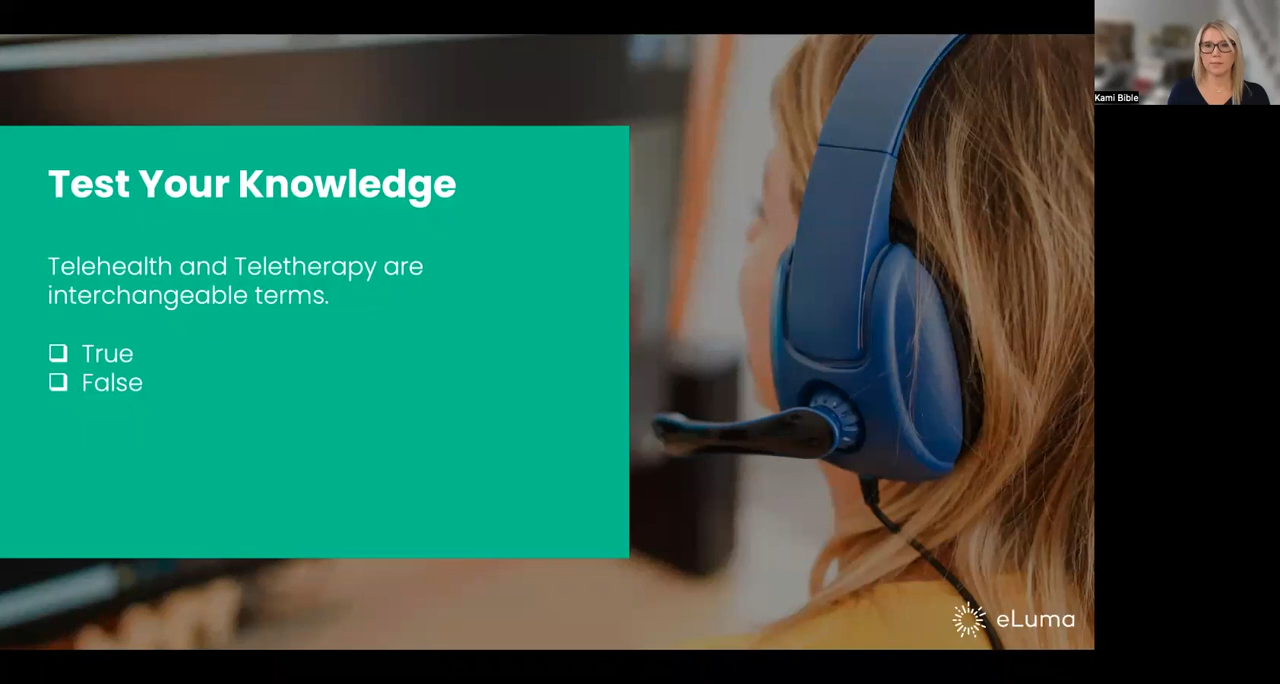 Test Your Knowledge
Telehealth and Teletherapy are
interchangeable terms.
❑ True
❑ False
eLuma
Kami Bible